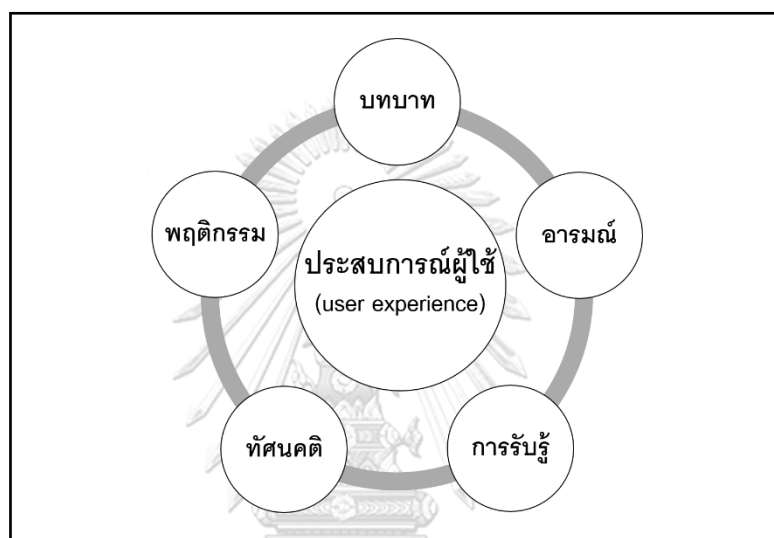 บทบาท
พฤติกรรม
อารมณ์
ประสบการณ์ผู้ใช้
(user experience)
ทัศนคติ
การรับรู้